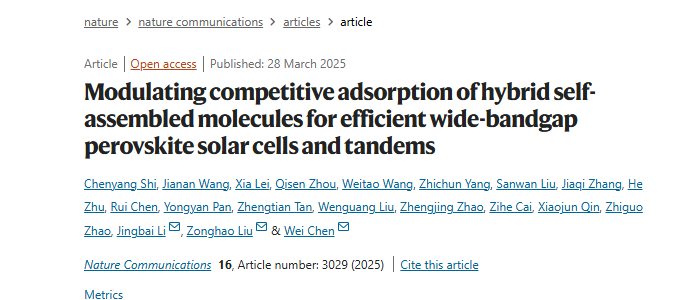 nature > nature communications > articles > article
Article | Open access | Published: 28 March 2025
Modulating competitive adsorption of hybrid self-
assembled molecules for efficient wide-bandgap
perovskite solar cells and tandems
Chenyang Shi, Jianan Wang, Xia Lei, Qisen Zhou, Weitao Wang, Zhichun Yang, Sanwan Liu, Jiaqi Zhang, He
Zhu, Rui Chen, Yongyan Pan, Zhengtian Tan, Wenguang Liu, Zhengjing Zhao, Zihe Cai, Xiaojun Qin, Zhiguo
Zhao, Jingbai Li, Zonghao Liu & Wei Chen
Nature Communications 16, Article number: 3029 (2025) | Cite this article
Metrics